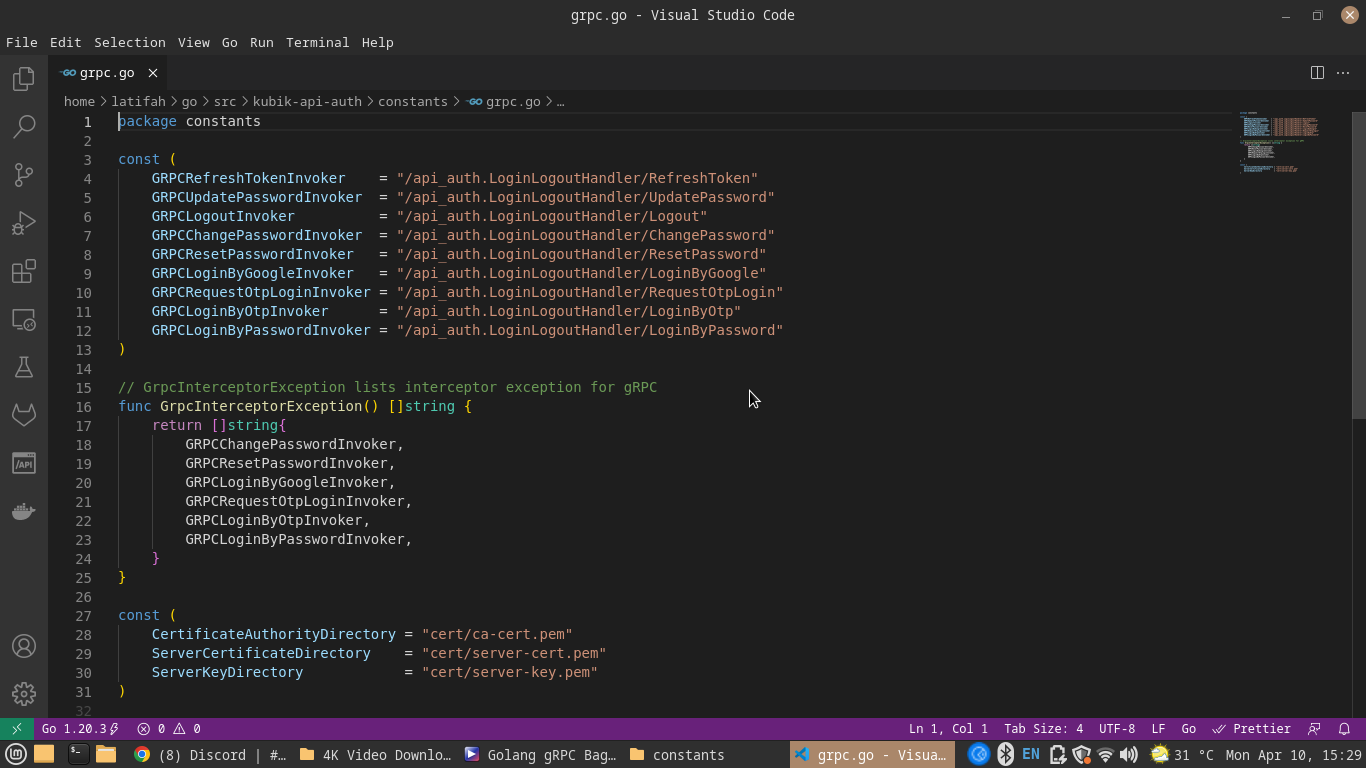 grpc.go - Visual Studio Code
File Edit Selection View Go Run Terminal Help
GO grpc.go
home > latifah > go > src > kubik-api-auth > constants > GO grpc.go > ...
1 package constants
2
3 const (
4 GRPCRefreshTokenInvoker = "/api_auth.LoginLogoutHandler/RefreshToken"
5 GRPCUpdatePasswordInvoker = "/api_auth.LoginLogoutHandler/UpdatePassword"
6 GRPCLogoutInvoker = "/api_auth.LoginLogoutHandler/Logout"
7 GRPCChangePasswordInvoker = "/api_auth.LoginLogoutHandler/ChangePassword"
8 GRPCResetPasswordInvoker = "/api_auth.LoginLogoutHandler/ResetPassword"
9 GRPCLoginByGoogleInvoker = "/api_auth.LoginLogoutHandler/LoginByGoogle"
10 GRPCRequestOtpLoginInvoker = "/api_auth.LoginLogoutHandler/RequestOtpLogin"
11 GRPCLoginByOtpInvoker = "/api_auth.LoginLogoutHandler/LoginByOtp"
12 GRPCLoginByPasswordInvoker = "/api_auth.LoginLogoutHandler/LoginByPassword"
13 )
14
15 // GrpcInterceptorException lists interceptor exception for gRPC
16 func GrpcInterceptorException() []string {
17 return []string{
18 GRPCChangePasswordInvoker,
19 GRPCResetPasswordInvoker,
20 GRPCLoginByGoogleInvoker,
21 GRPCRequestOtpLoginInvoker,
22 GRPCLoginByOtpInvoker,
23 GRPCLoginByPasswordInvoker,
24 }
25 }
26
27 const (
28 CertificateAuthorityDirectory = "cert/ca-cert.pem"
29 ServerCertificateDirectory = "cert/server-cert.pem"
30 ServerKeyDirectory = "cert/server-key.pem"
31 )
32
/API
Go 1.20.3 0 0 Ln 1, Col 1 Tab Size: 4 UTF-8 LF Go Prettier
(8) Discord | #... 4K Video Downlo... Golang gRPC Bag... constants grpc.go - Visua... EN 31 °C Mon Apr 10, 15:29